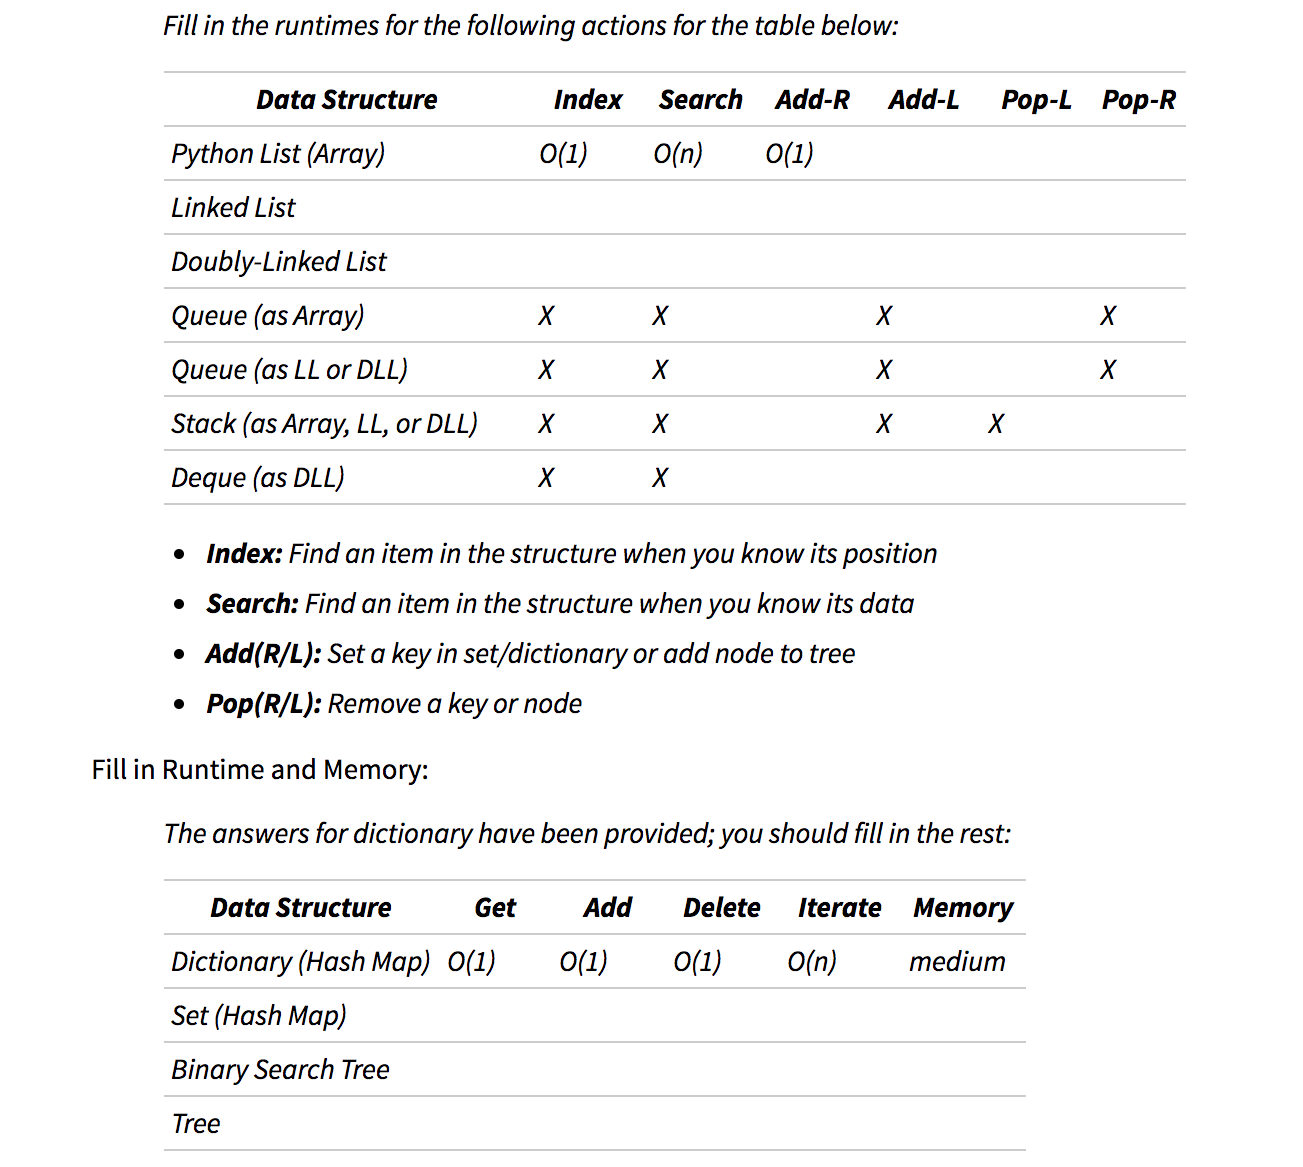 Fill in the runtimes for the following actions for the table below:
Data Structure Index Search Add-R Add-L Pop-L Pop-R
Python List (Array) O(1) O(n) O(1)
Linked List
Doubly-Linked List
Queue (as Array) X X X X
Queue (as LL or DLL) X X X X
Stack (as Array, LL, or DLL) X X X X
Deque (as DLL) X X
• Index: Find an item in the structure when you know its position
• Search: Find an item in the structure when you know its data
• Add(R/L): Set a key in set/dictionary or add node to tree
• Pop(R/L): Remove a key or node
Fill in Runtime and Memory:
The answers for dictionary have been provided; you should fill in the rest:
Data Structure Get Add Delete Iterate Memory
Dictionary (Hash Map) O(1) O(1) O(1) O(n) medium
Set (Hash Map)
Binary Search Tree
Tree